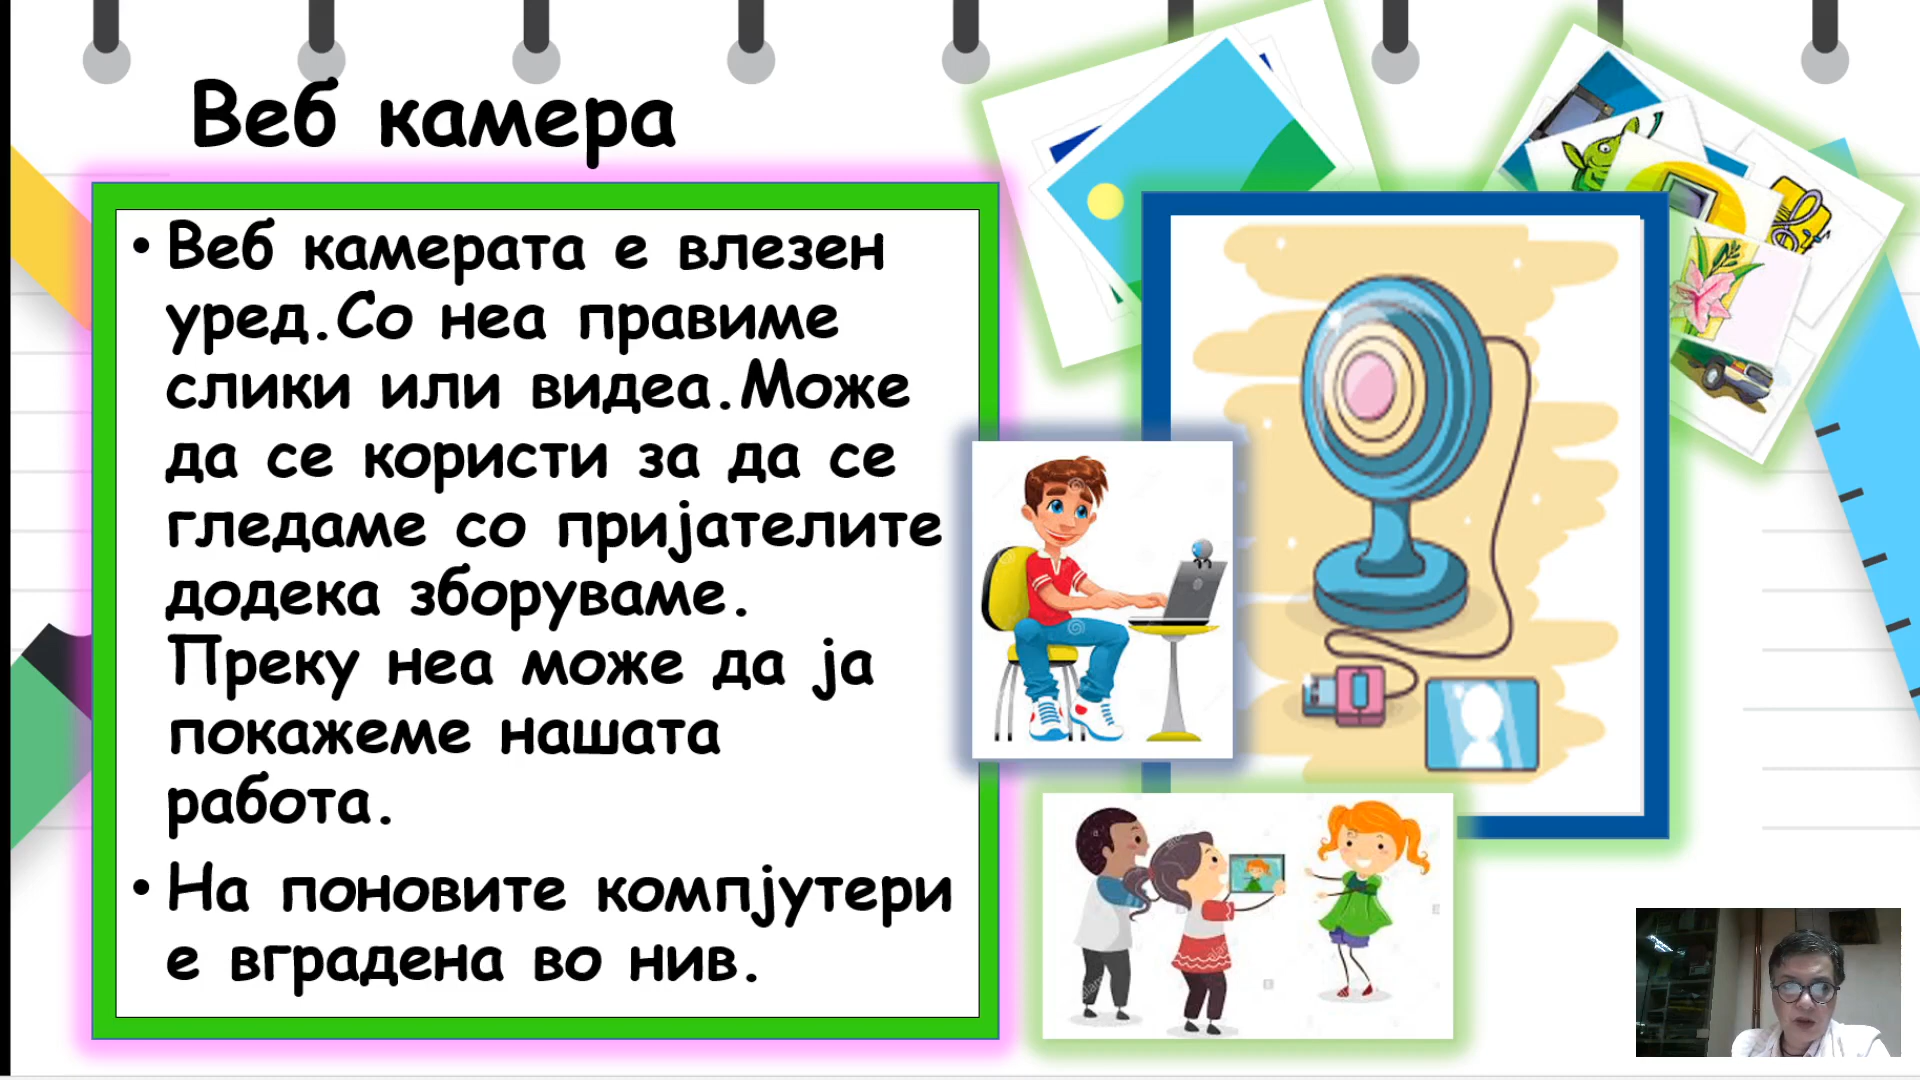 Веб камера
• Веб камерата е влезен
уред.Со неа правиме
слики или видеа.Може
да се користи за да се
гледаме со пријателите
додека зборуваме.
Преку неа може да ја
покажеме нашата
работа.
• На поновите компјутери
е вградена во нив.